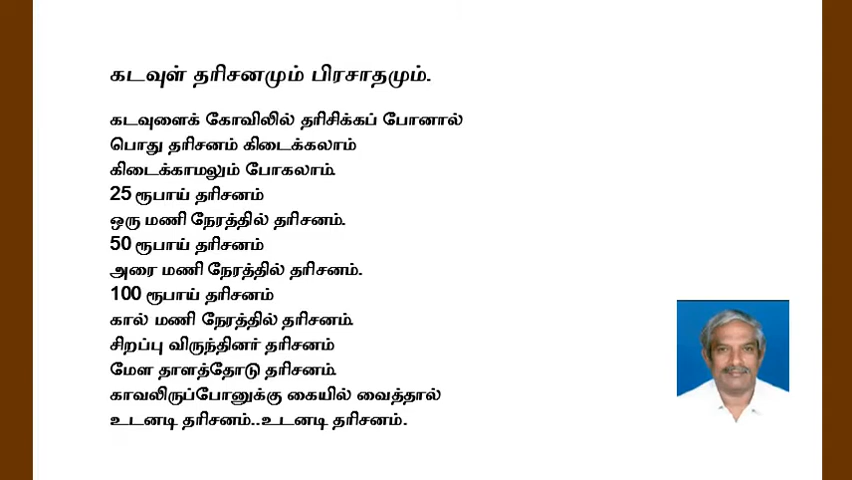 கடவுள் தரிசனமும் பிரசாதமும்.
கடவுளைக் கோவிலில் தரிசிக்கப் போனால்
பொது தரிசனம் கிடைக்கலாம்
கிடைக்காமலும் போகலாம்.
25 ரூபாய் தரிசனம்
ஒரு மணி நேரத்தில் தரிசனம்.
50 ரூபாய் தரிசனம்
அரை மணி நேரத்தில் தரிசனம்.
100 ரூபாய் தரிசனம்
கால் மணி நேரத்தில் தரிசனம்.
சிறப்பு விருந்தினர் தரிசனம்
மேள தாளத்தோடு தரிசனம்.
காவலிருப்போனுக்கு கையில் வைத்தால்
உடனடி தரிசனம்..உடனடி தரிசனம்.